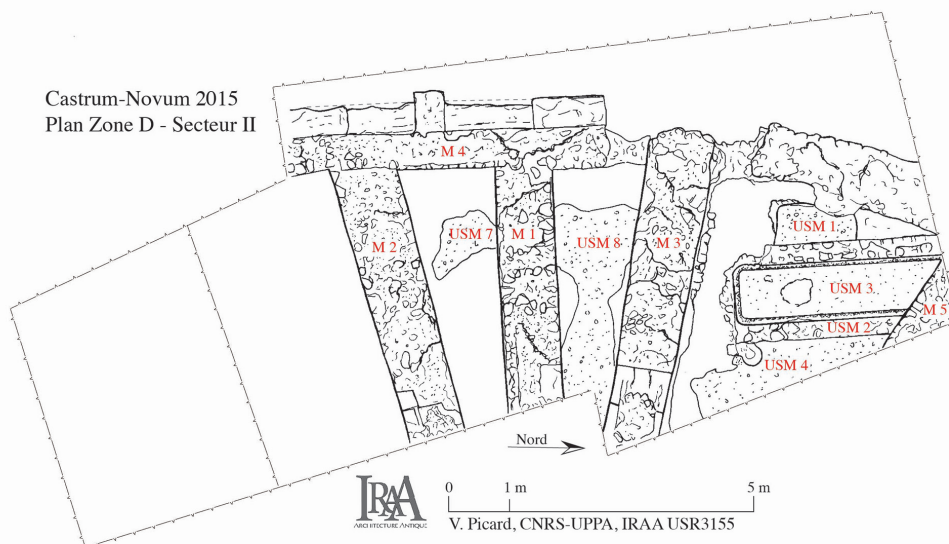 Castrum-Novum 2015
Plan Zone D - Secteur II
M 4
M 2
USM 7
M 1
USM 8
M 3
USM 1
USM 3
M 5
USM 2
USM 4
Nord
IRAA
ARCHITECTURE ANTIQUE
0 1 m 5 m
V. Picard, CNRS-UPPA, IRAA USR3155